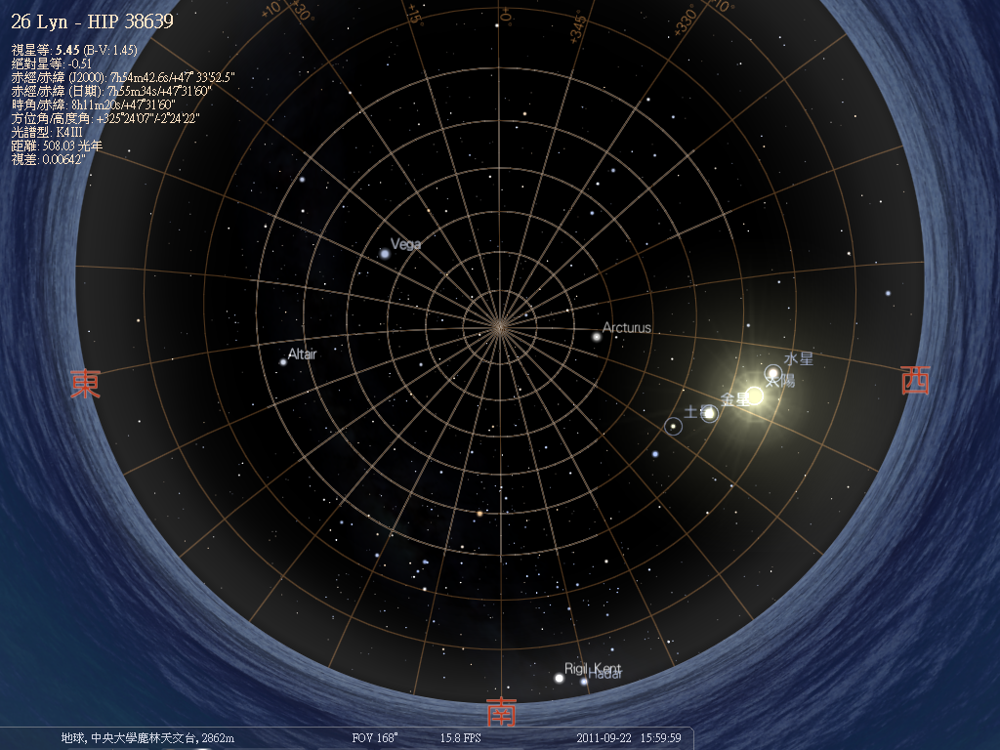 26 Lyn - HIP 38639
視星等: 5.45 (B-V: 1.45)
絕對星等: -0.51
赤經/赤緯 (J2000): 7h54m42.6s/+47°33'52.5"
赤經/赤緯 (日期): 7h55m34s/+47°31'60"
時角/赤緯: 8h11m20s/+47°31'60"
方位角/高度角: +325°24'07"/-2°24'22"
光譜型: K4III
距離: 508.03 光年
視差: 0.00642"
+10°
+30°
+15°
+0°
+345°
+330°
+10°
Vega
Arcturus
Altair
水星
太陽
金星
土星
東
西
Rigil Kent
Hadar
南
地球, 中央大學鹿林天文台, 2862m
FOV 168°
15.8 FPS
2011-09-22 15:59:59